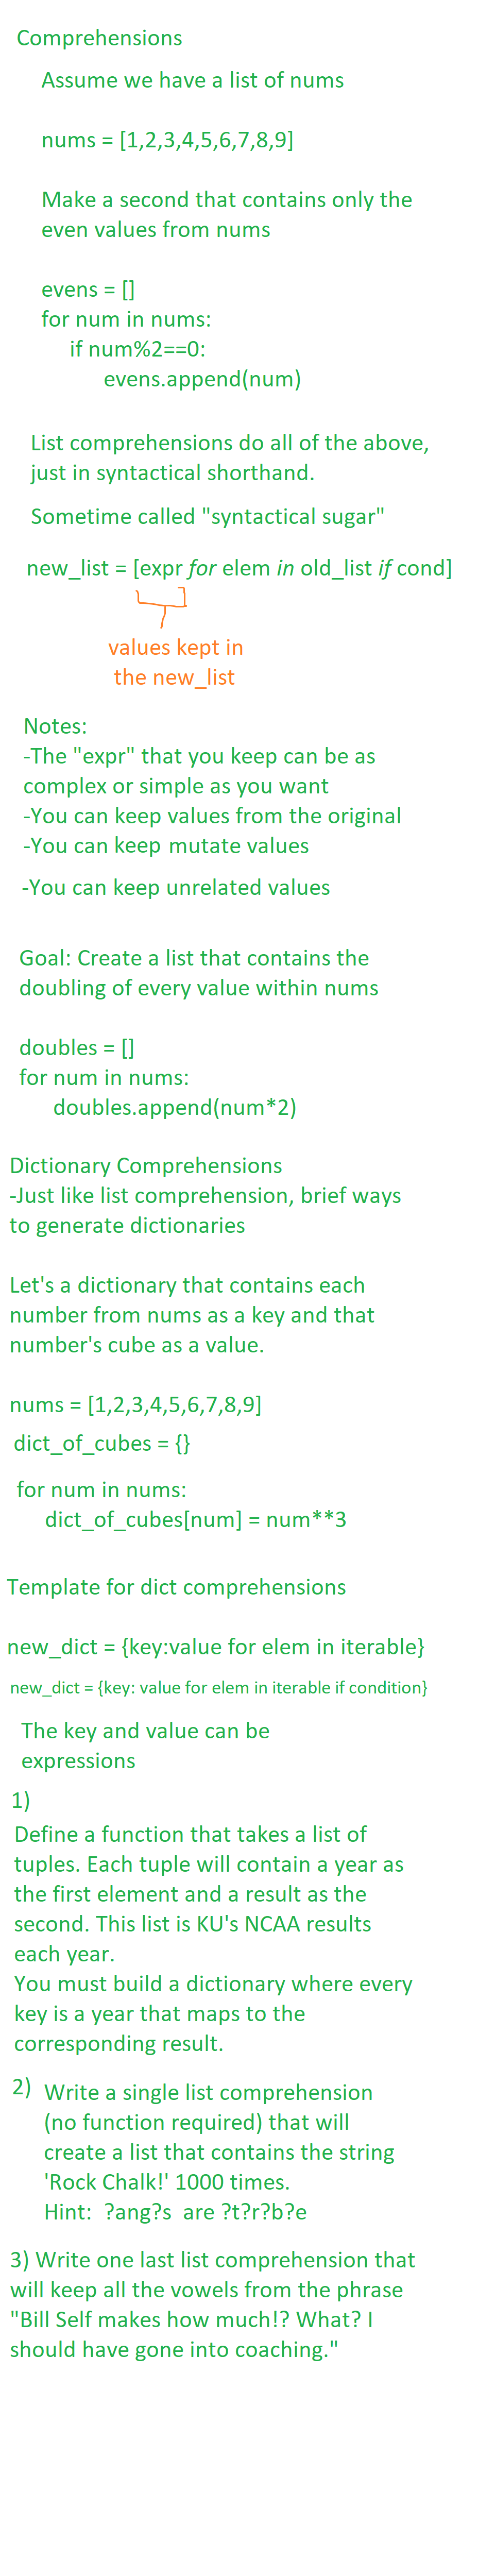 Comprehensions
Assume we have a list of nums
nums = [1,2,3,4,5,6,7,8,9]
Make a second that contains only the
even values from nums
evens = []
for num in nums:
if num%2==0:
evens.append(num)
List comprehensions do all of the above,
just in syntactical shorthand.
Sometime called "syntactical sugar"
new_list = [expr for elem in old_list if cond]
values kept in
the new_list
Notes:
-The "expr" that you keep can be as
complex or simple as you want
-You can keep values from the original
-You can keep mutate values
-You can keep unrelated values
Goal: Create a list that contains the
doubling of every value within nums
doubles = []
for num in nums:
doubles.append(num*2)
Dictionary Comprehensions
-Just like list comprehension, brief ways
to generate dictionaries
Let's a dictionary that contains each
number from nums as a key and that
number's cube as a value.
nums = [1,2,3,4,5,6,7,8,9]
dict_of_cubes = {}
for num in nums:
dict_of_cubes[num] = num**3
Template for dict comprehensions
new_dict = {key:value for elem in iterable}
new_dict = {key: value for elem in iterable if condition}
The key and value can be
expressions
1)
Define a function that takes a list of
tuples. Each tuple will contain a year as
the first element and a result as the
second. This list is KU's NCAA results
each year.
You must build a dictionary where every
key is a year that maps to the
corresponding result.
2) Write a single list comprehension
(no function required) that will
create a list that contains the string
'Rock Chalk!' 1000 times.
Hint: ?ang?s are ?t?r?b?e
3) Write one last list comprehension that
will keep all the vowels from the phrase
"Bill Self makes how much!? What? I
should have gone into coaching."